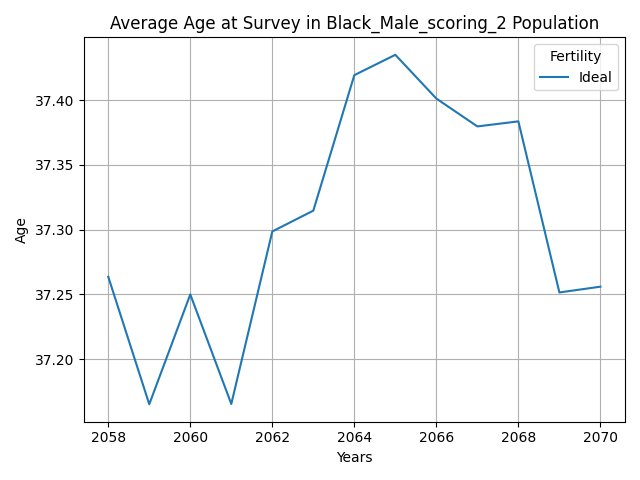 Average Age at Survey in Black_Male_scoring_2 Population
Fertility
Ideal
37.40
37.35
37.30
37.25
37.20
Age
2058 2060 2062 2064 2066 2068 2070
Years